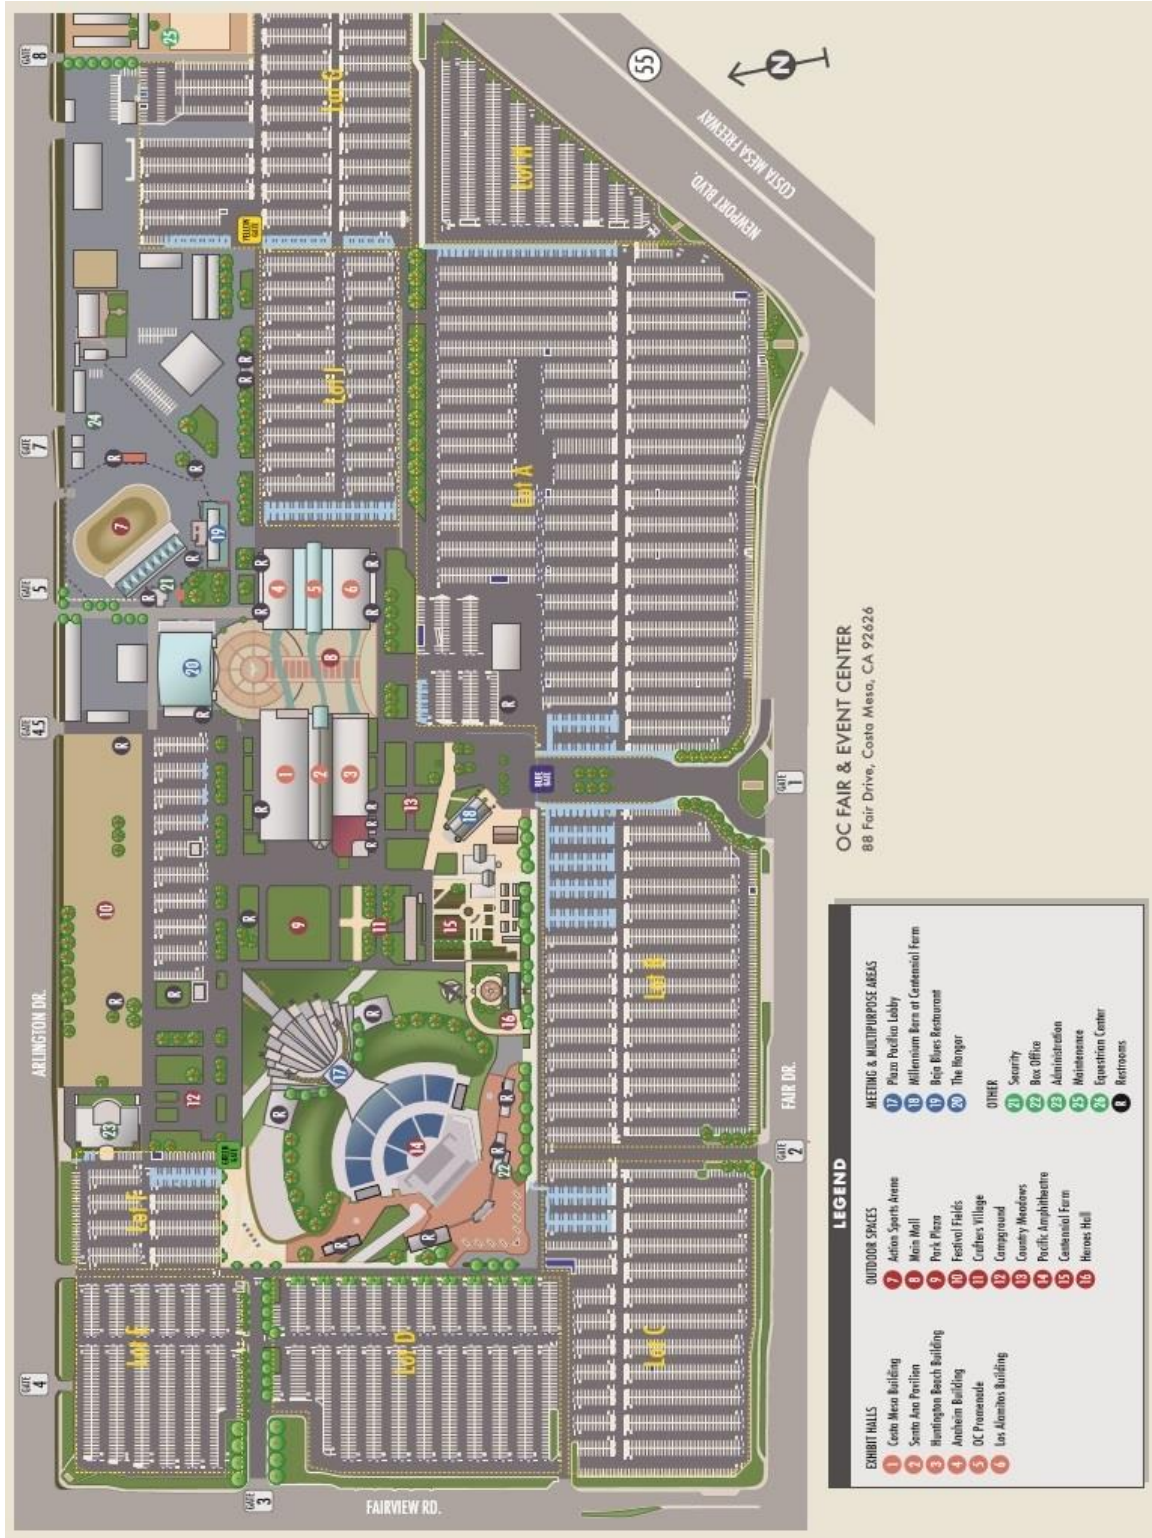 ARLINGTON DR.
GATE 4
GATE 4.5
GATE 5
GATE 7
GATE 8
GATE 3
GATE 2
GATE 1
FAIRVIEW RD.
FAIR DR.
NEWPORT BLVD.
COSTA MESA FREEWAY
55
N
Lot E
Lot F
Lot D
Lot C
Lot B
Lot A
Lot J
Lot G
Lot H
GREEN GATE
BLUE GATE
YELLOW GATE
OC FAIR & EVENT CENTER
88 Fair Drive, Costa Mesa, CA 92626
LEGEND
EXHIBIT HALLS
1 Costa Mesa Building
2 Santa Ana Pavilion
3 Huntington Beach Building
4 Anaheim Building
5 OC Promenade
6 Los Alamitos Building
OUTDOOR SPACES
7 Action Sports Arena
8 Main Mall
9 Park Plaza
10 Festival Fields
11 Crafters Village
12 Campground
13 Country Meadows
14 Pacific Amphitheatre
15 Centennial Farm
16 Heroes Hall
MEETING & MULTIPURPOSE AREAS
17 Plaza Pacifica Lobby
18 Millennium Barn at Centennial Farm
19 Baja Blues Restaurant
20 The Hangar
OTHER
21 Security
22 Box Office
23 Administration
25 Maintenance
26 Equestrian Center
R Restrooms